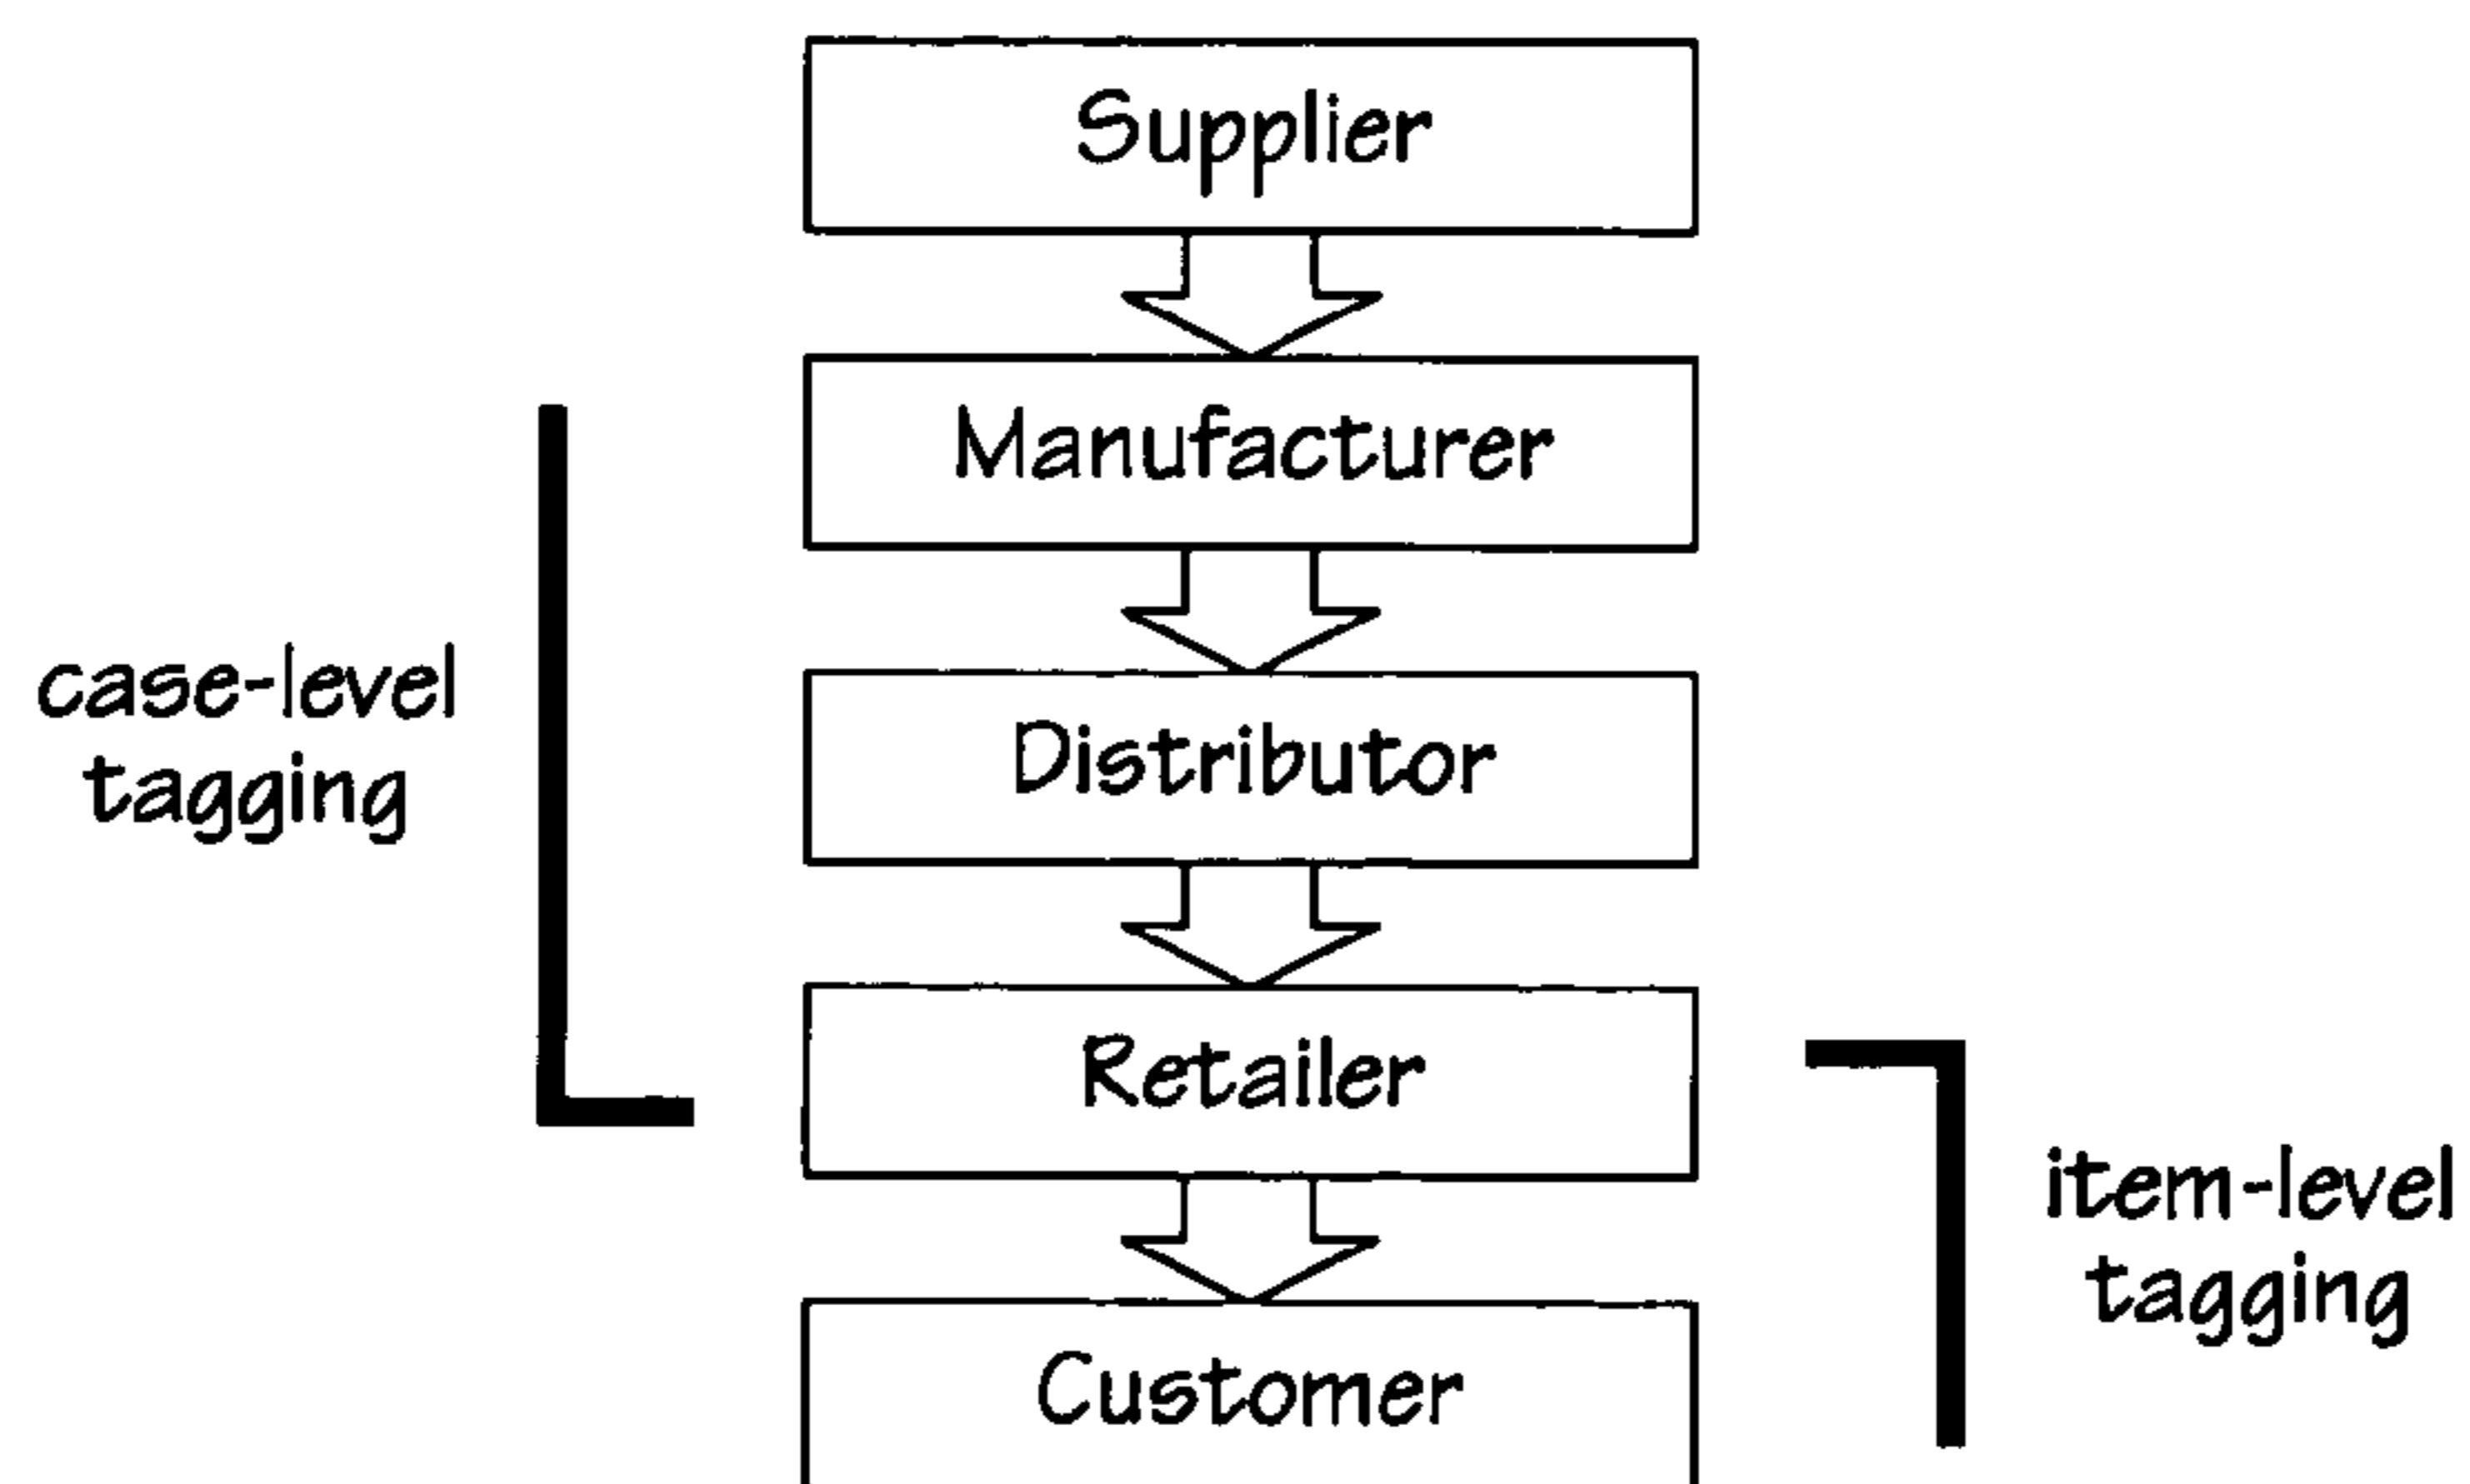 Supplier
Manufacturer
case-level
tagging
Distributor
Retailer
item-level
tagging
Customer